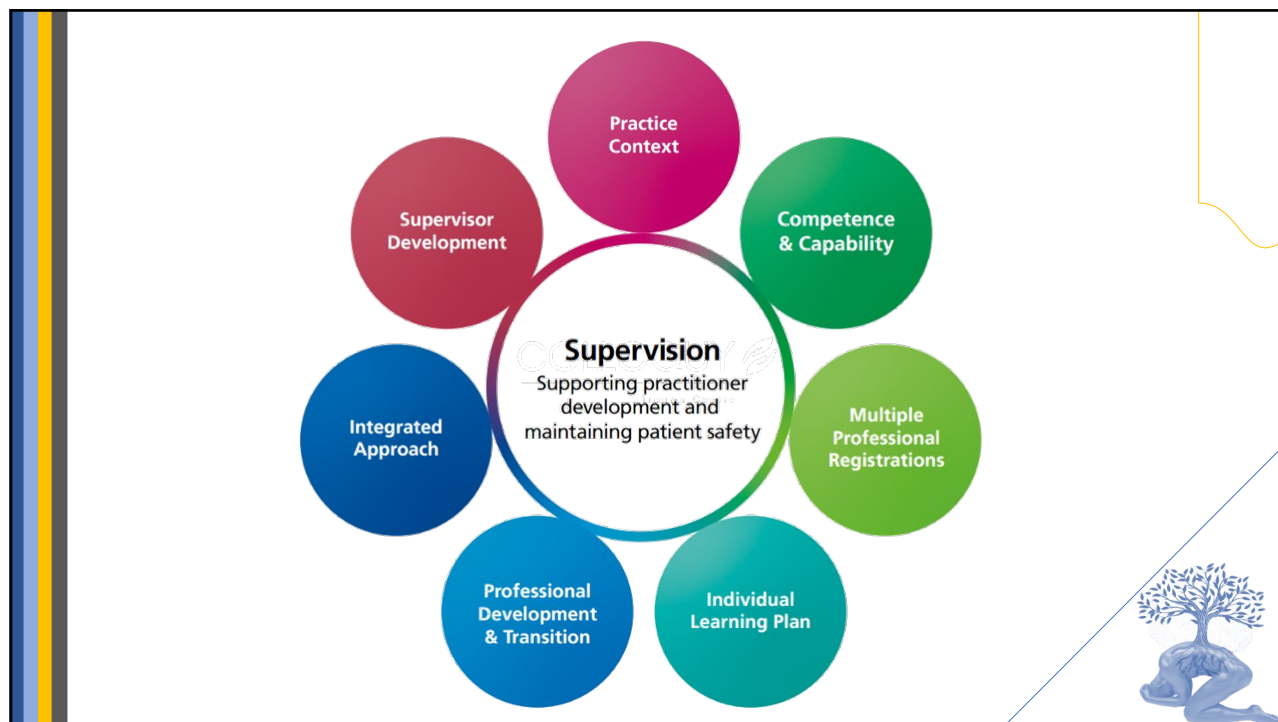 Practice
Context
Supervisor
Development
Competence
& Capability
Supervision
Supporting practitioner
development and
maintaining patient safety
COLLOQUY
Integrated
Approach
Multiple
Professional
Registrations
Professional
Development
& Transition
Individual
Learning Plan